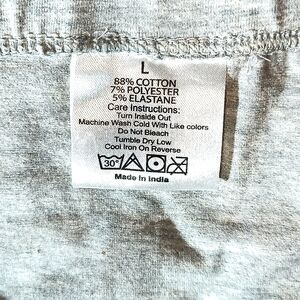 L
88% COTTON
7% POLYESTER
5% ELASTANE
Care Instructions:
Turn Inside Out
Machine Wash Cold With Like colors
Do Not Bleach
Tumble Dry Low
Cool Iron On Reverse
30°
Made In India